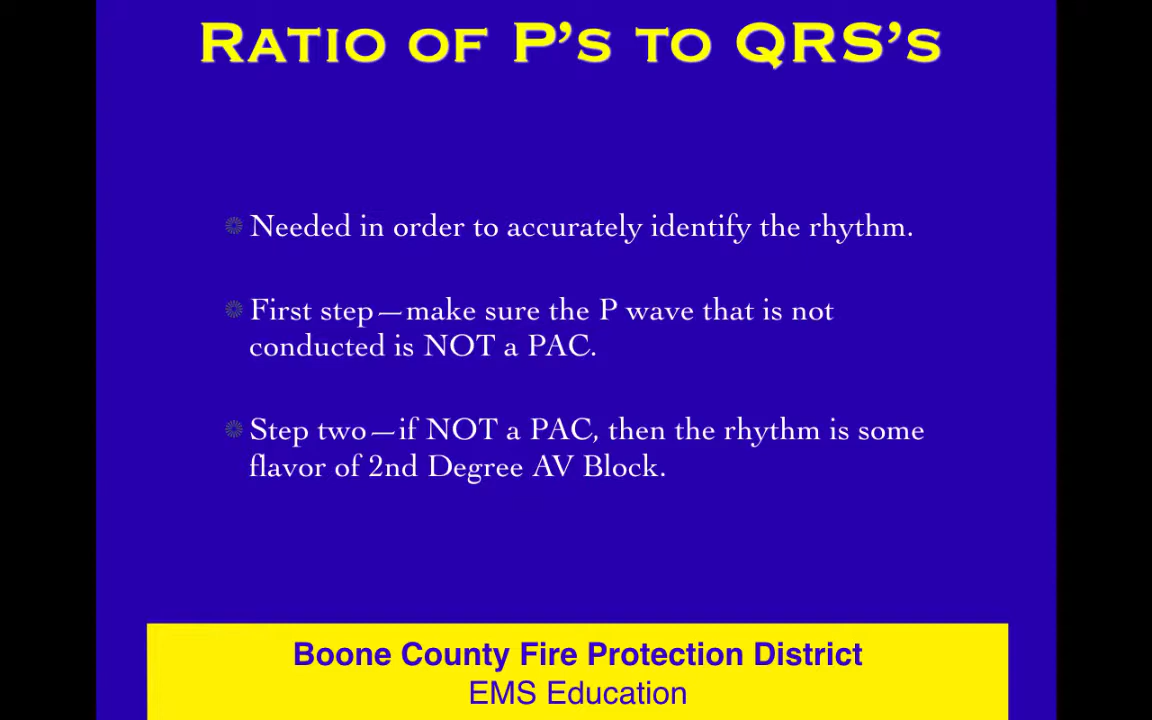 Ratio of P's to QRS's
Needed in order to accurately identify the rhythm.
First step—make sure the P wave that is not
conducted is NOT a PAC.
Step two—if NOT a PAC, then the rhythm is some
flavor of 2nd Degree AV Block.
Boone County Fire Protection District
EMS Education